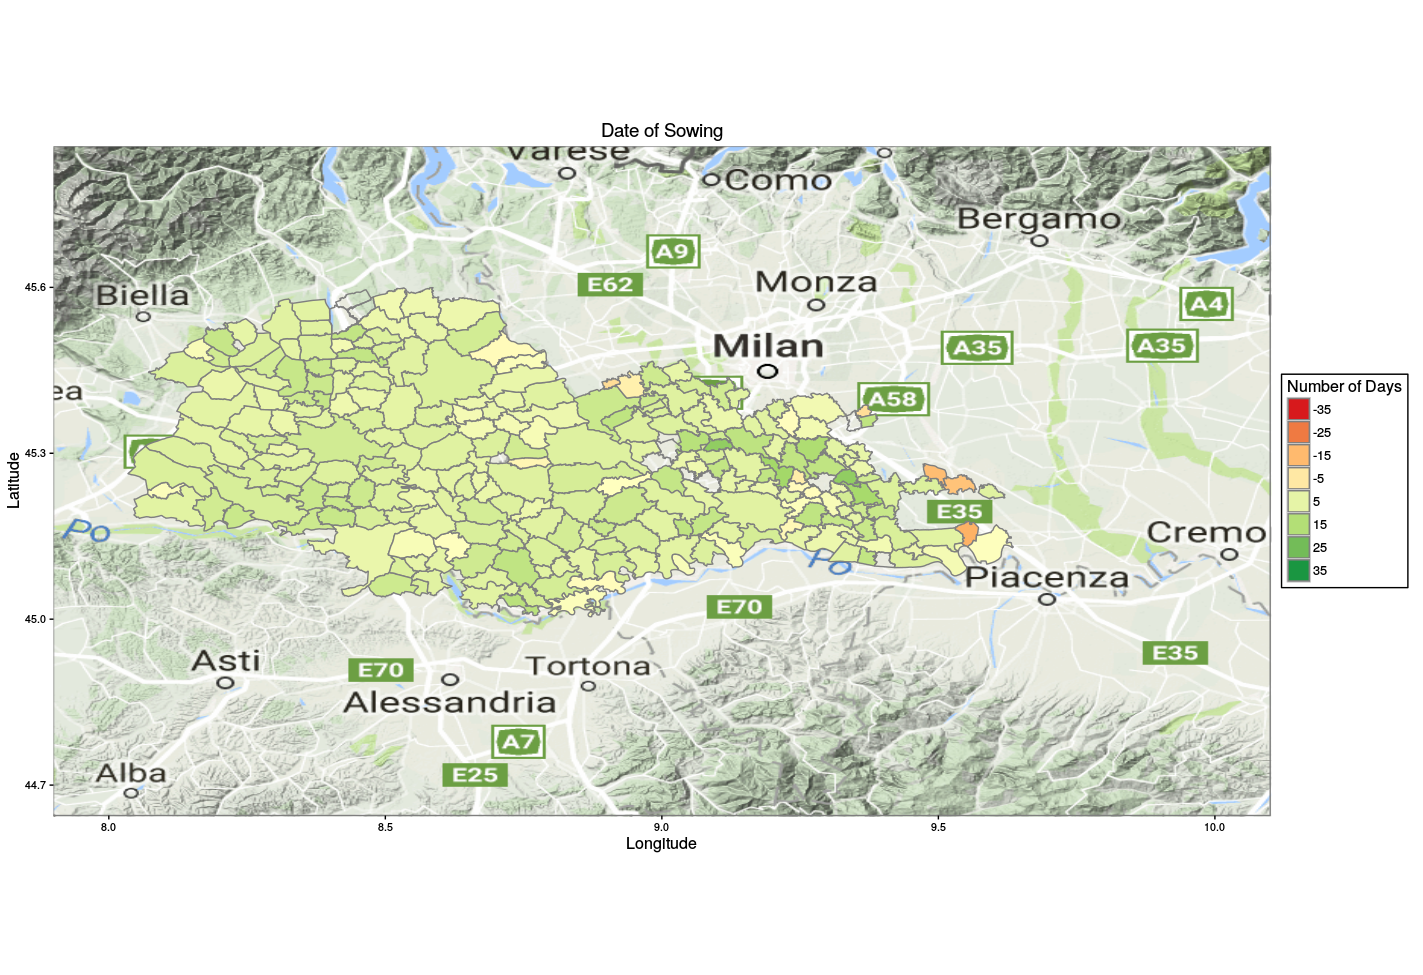 Date of Sowing
Varese
Como
Bergamo
A9
E62
Monza
Biella
A4
Milan
A35
A35
ea
A58
Number of Days
-35
-25
-15
-5
5
15
25
35
45.6
45.3
45.0
44.7
Latitude
Po
E35
Cremo
Po
Piacenza
E70
Asti
E70
Tortona
E35
Alessandria
A7
Alba
E25
8.0
8.5
9.0
9.5
10.0
Longitude